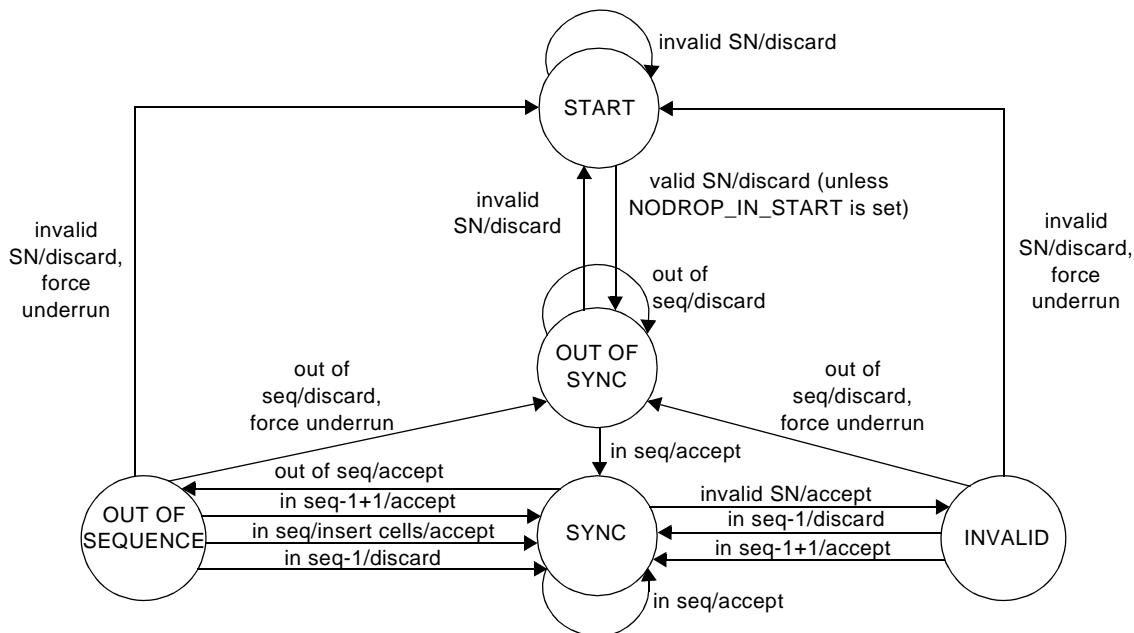 invalid SN/discard
START
invalid
SN/discard
valid SN/discard (unless
NODROP_IN_START is set)
invalid
SN/discard,
force
underrun
invalid
SN/discard,
force
underrun
out of
seq/discard
OUT OF
SYNC
out of
seq/discard,
force underrun
out of
seq/discard,
force underrun
in seq/accept
out of seq/accept
in seq-1+1/accept
in seq/insert cells/accept
in seq-1/discard
OUT OF
SEQUENCE
SYNC
invalid SN/accept
in seq-1/discard
in seq-1+1/accept
INVALID
in seq/accept